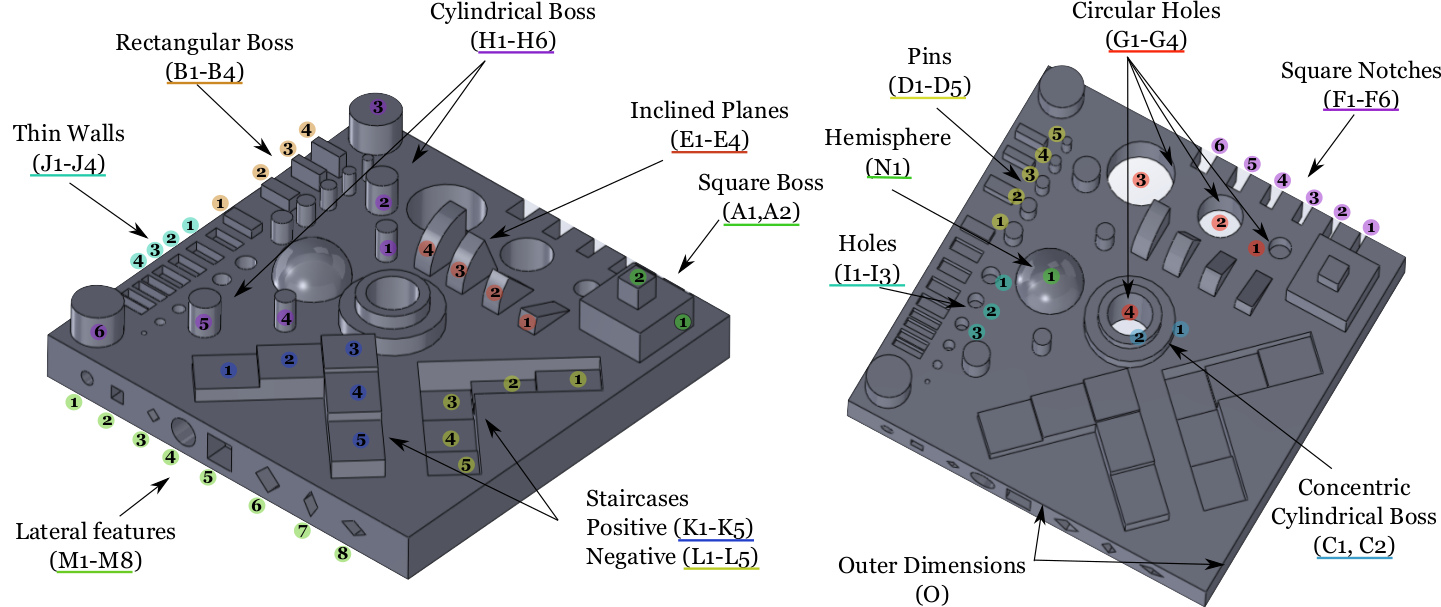 Cylindrical Boss
(H1-H6)
Rectangular Boss
(B1-B4)
Thin Walls
(J1-J4)
Inclined Planes
(E1-E4)
Square Boss
(A1,A2)
4
3
2
1
1
2
3
4
3
2
1
4
3
2
1
2
1
6
5
4
1
2
3
4
5
1
2
3
4
5
1
2
3
4
5
6
7
8
Lateral features
(M1-M8)
Staircases
Positive (K1-K5)
Negative (L1-L5)
Circular Holes
(G1-G4)
Pins
(D1-D5)
Square Notches
(F1-F6)
Hemisphere
(N1)
Holes
(I1-I3)
5
4
3
2
1
6
5
4
3
2
1
3
2
1
4
1
1
2
3
2
1
Concentric
Cylindrical Boss
(C1, C2)
Outer Dimensions
(O)